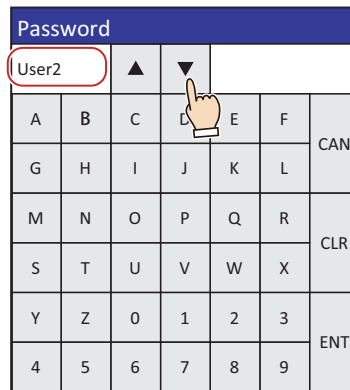 Password
User2 ▲ ▼
A B C D E F
CAN
G H I J K L
M N O P Q R
CLR
S T U V W X
Y Z 0 1 2 3
ENT
4 5 6 7 8 9